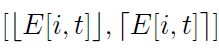 [⌊E[i, t]⌋, ⌈E[i, t]⌉]